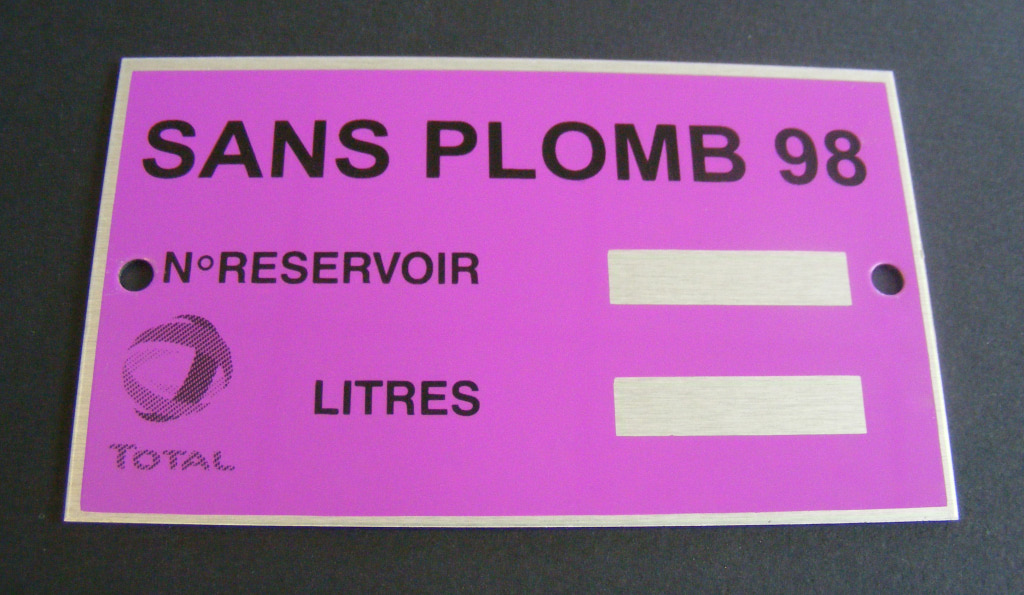 SANS PLOMB 98
N°RESERVOIR
LITRES
TOTAL